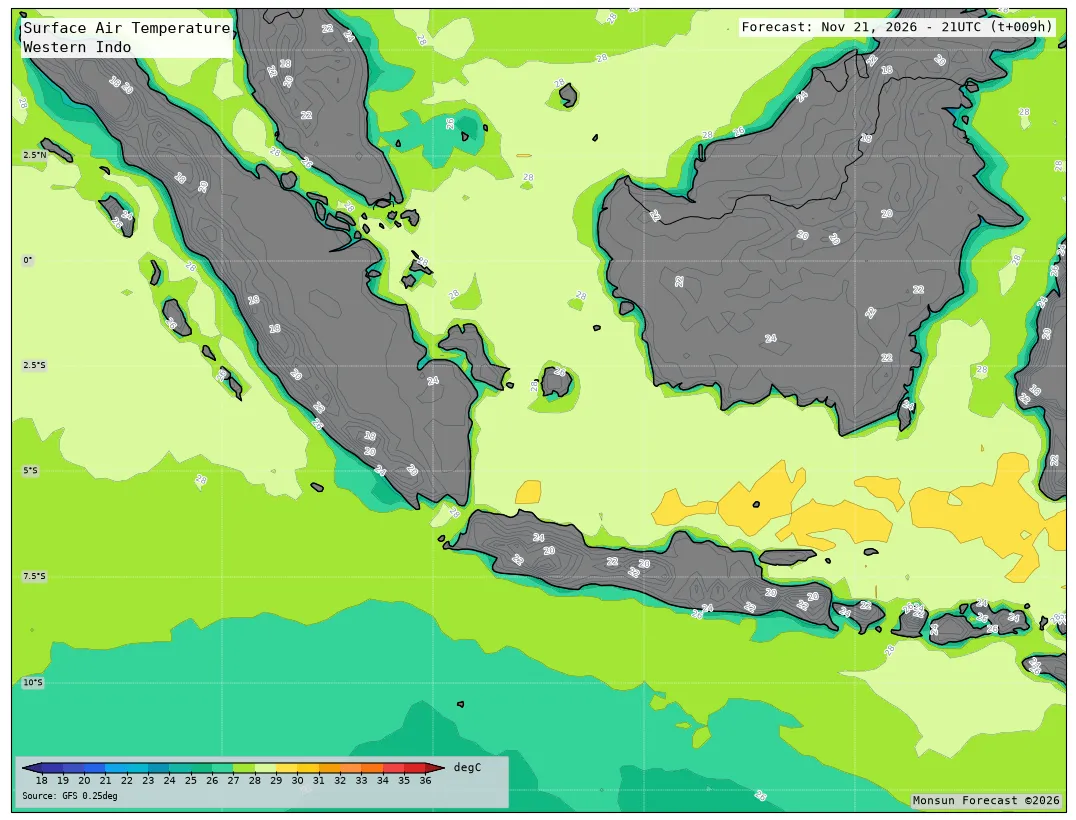 Surface Air Temperature
Western Indo
Forecast: Nov 21, 2026 - 21UTC (t+009h)
2.5°N
0°
2.5°S
5°S
7.5°S
10°S
degC
18 19 20 21 22 23 24 25 26 27 28 29 30 31 32 33 34 35 36
Source: GFS 0.25deg
Monsun Forecast ©2026